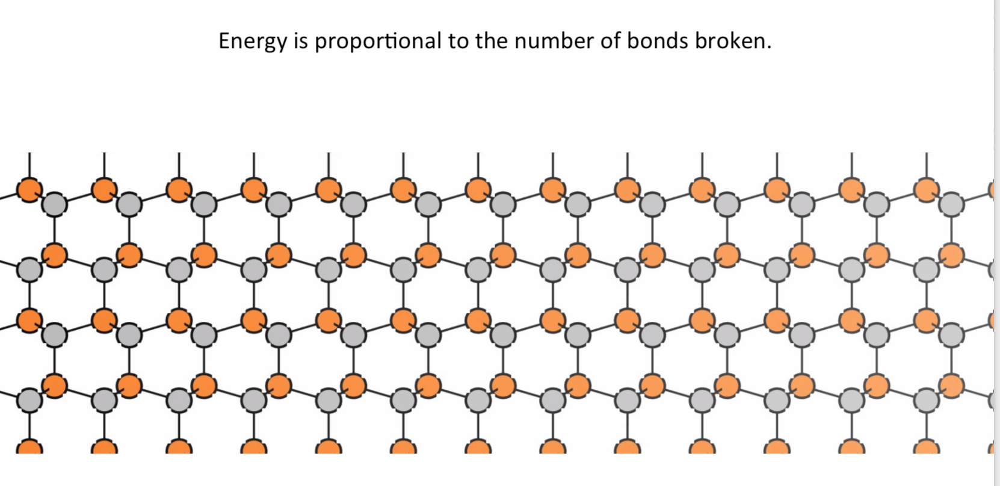 Energy is proportional to the number of bonds broken.